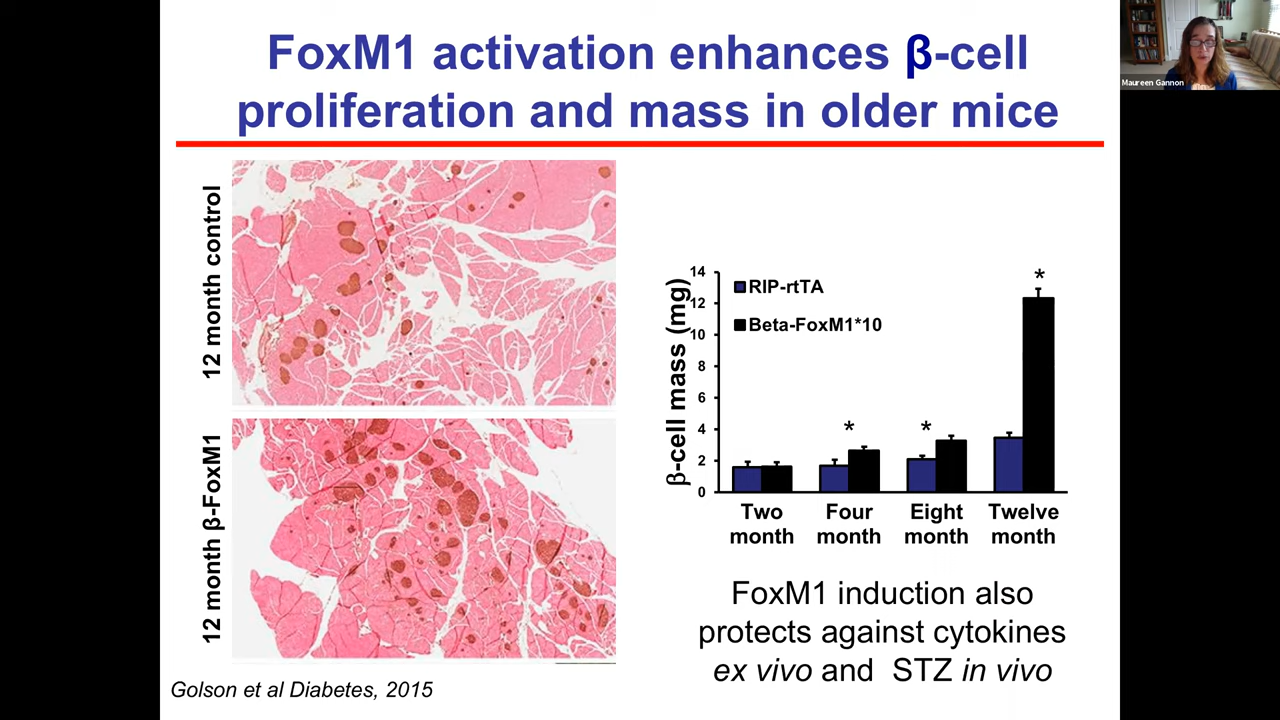 FoxM1 activation enhances β-cell
proliferation and mass in older mice
Maureen Gannon
12 month control
12 month β-FoxM1
β-cell mass (mg)
14
12
10
8
6
4
2
0
RIP-rtTA
Beta-FoxM1*10
*
*
*
Two
month
Four
month
Eight
month
Twelve
month
FoxM1 induction also
protects against cytokines
ex vivo and STZ in vivo
Golson et al Diabetes, 2015